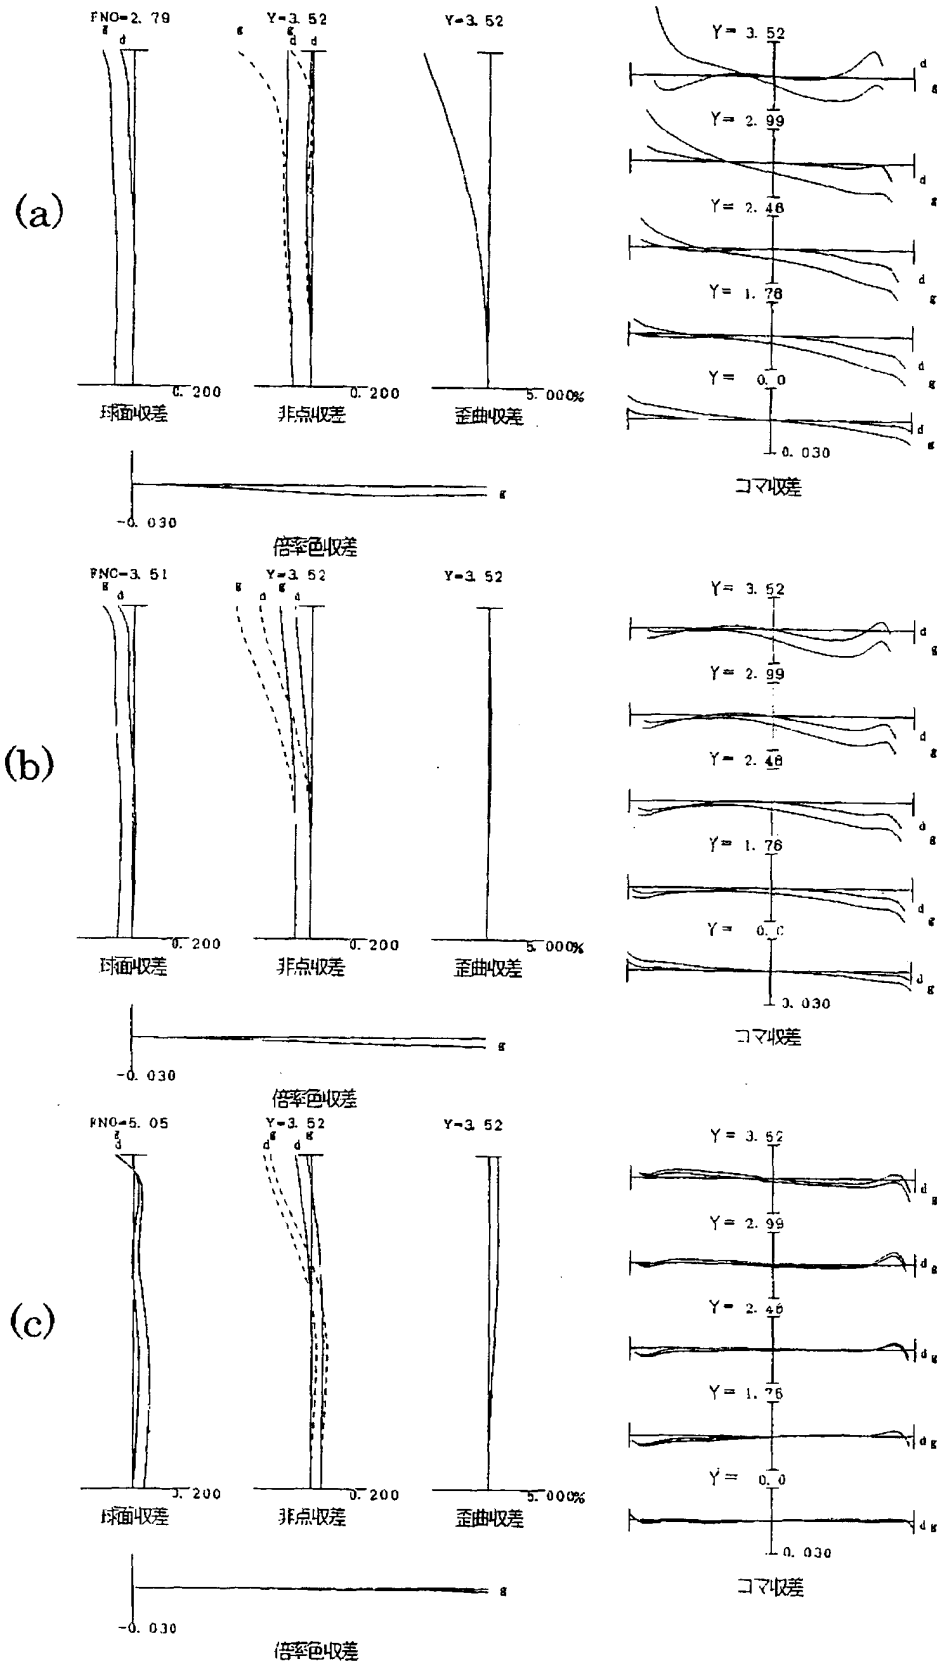 (a)
FNO=2.79
g
d
0.200
球面収差
Y=3.52
g
g
d
d
0.200
非点収差
Y=3.52
5.000%
歪曲収差
-0.030
g
倍率色収差
Y= 3.52
d
g
Y= 2.99
d
g
Y= 2.48
d
g
Y= 1.76
d
g
Y= 0.0
d
g
0.030
コマ収差
(b)
FNO=3.51
g
d
0.200
球面収差
Y=3.52
g
d
g
d
0.200
非点収差
Y=3.52
5.000%
歪曲収差
-0.030
g
倍率色収差
Y= 3.52
d
g
Y= 2.99
d
g
Y= 2.48
d
g
Y= 1.76
d
g
Y= 0.0
d g
0.030
コマ収差
(c)
FNO=5.05
g
d
0.200
球面収差
Y=3.52
d
g
d
g
0.200
非点収差
Y=3.52
5.000%
歪曲収差
-0.030
g
倍率色収差
Y= 3.52
d g
Y= 2.99
d g
Y= 2.48
d g
Y= 1.76
d g
Y= 0.0
d g
0.030
コマ収差